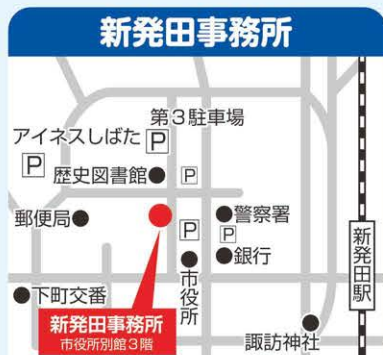 新発田事務所
第3駐車場
アイネスしばた P
P
歴史図書館 P
郵便局
警察署
P
P
銀行
市役所
新発田駅
下町交番
新発田事務所
市役所別館3階
諏訪神社